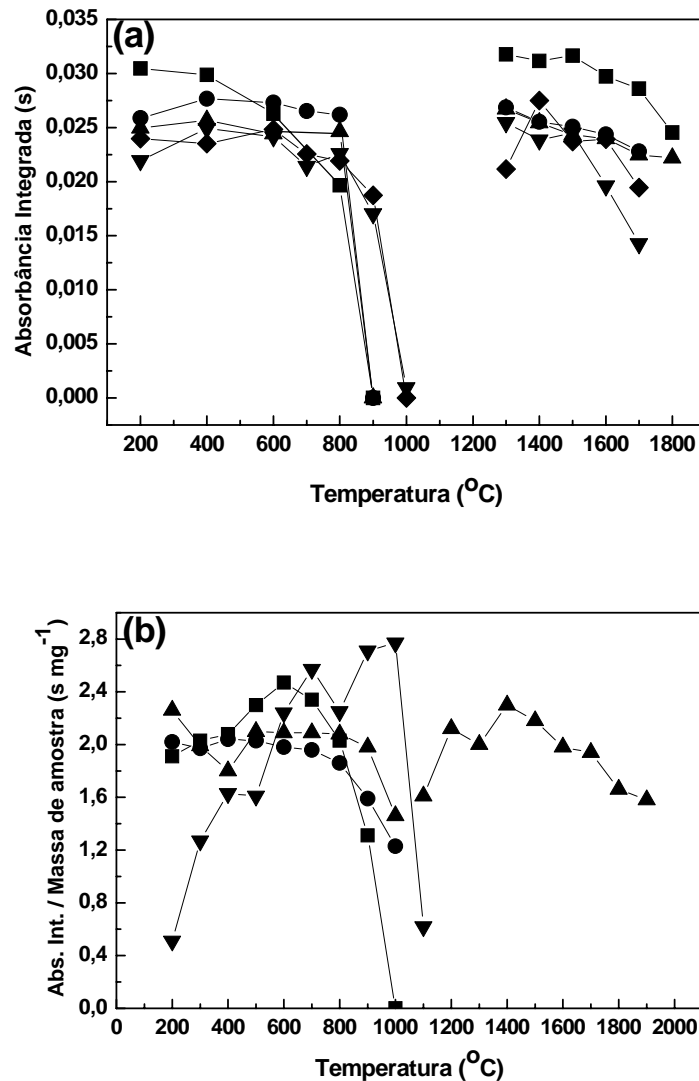 (a)
Absorbância Integrada (s)
0,035
0,030
0,025
0,020
0,015
0,010
0,005
0,000
200 400 600 800 1000 1200 1400 1600 1800
Temperatura (ºC)
(b)
Abs. Int. / Massa de amostra (s mg⁻¹)
2,8
2,4
2,0
1,6
1,2
0,8
0,4
0,0
0 200 400 600 800 1000 1200 1400 1600 1800 2000
Temperatura (ºC)